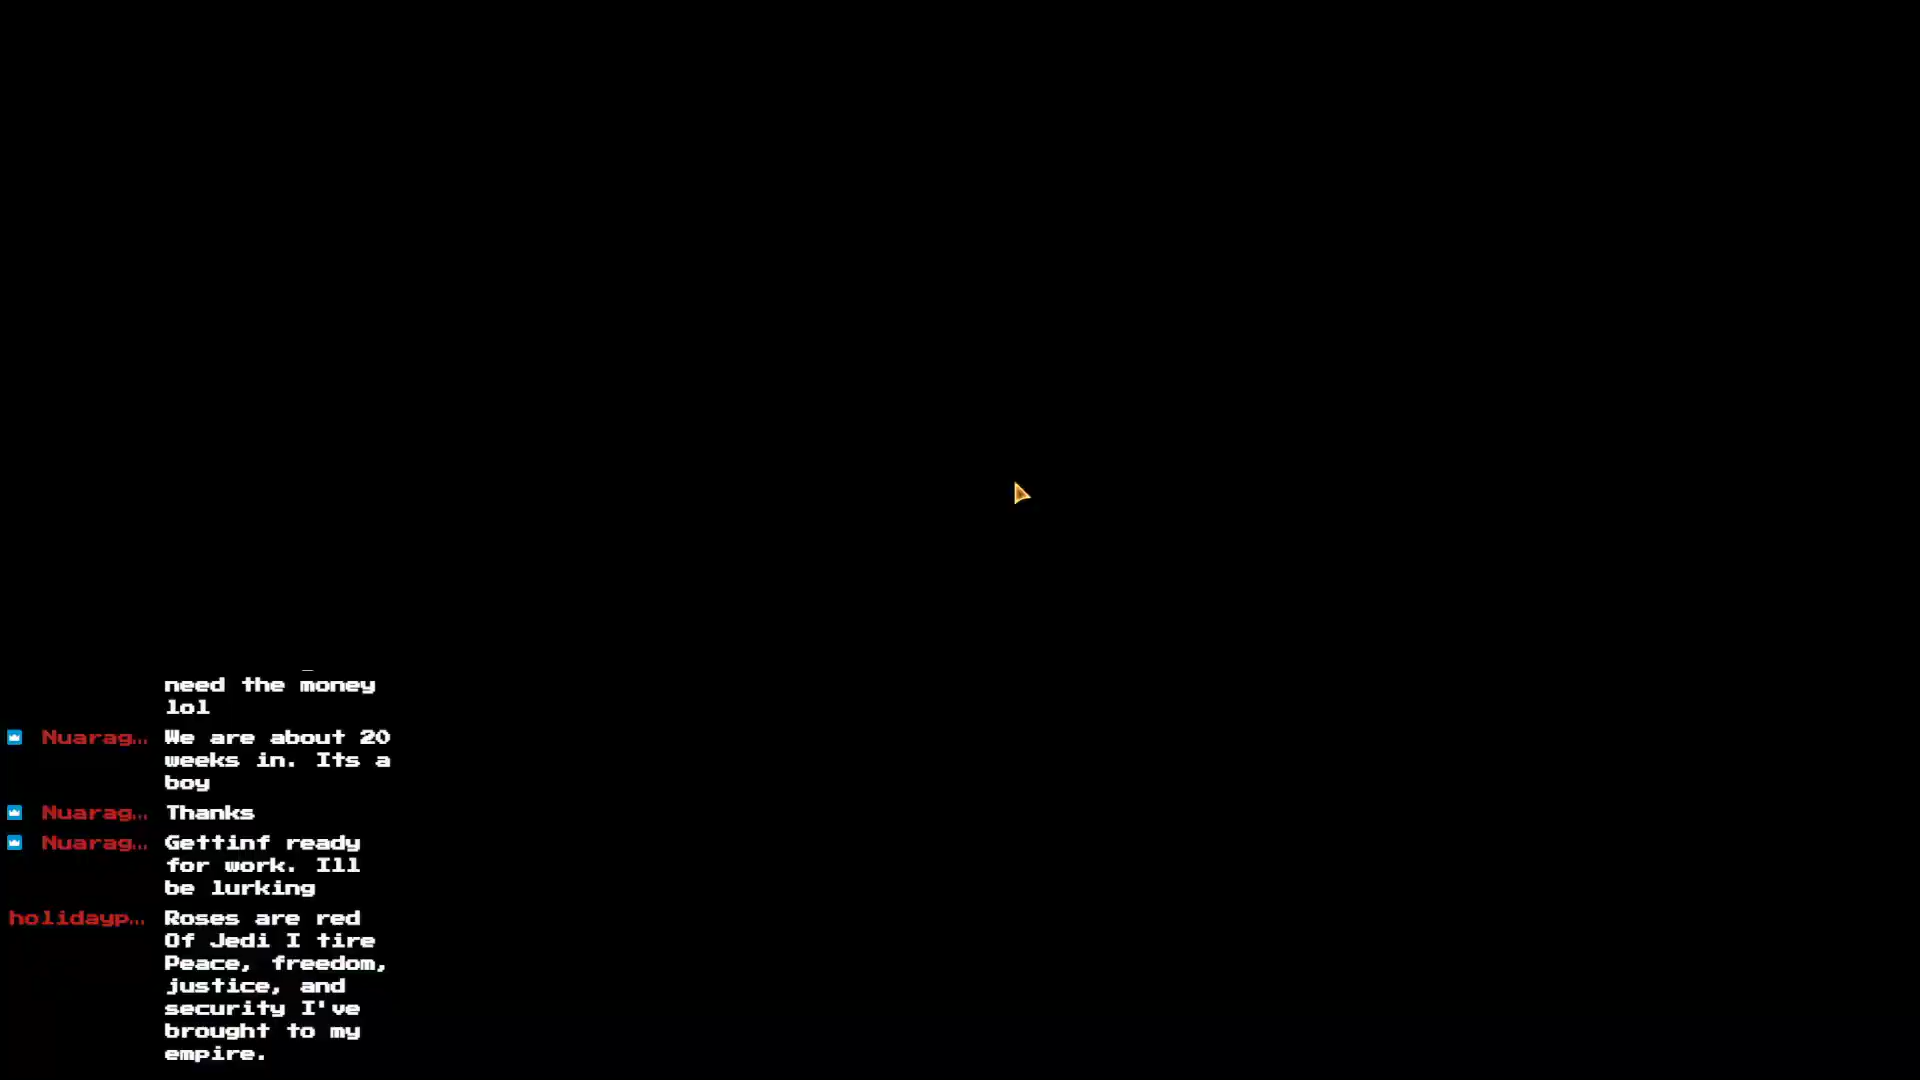 need the money
lol
Nuarag... We are about 20
weeks in. Its a
boy
Nuarag... Thanks
Nuarag... Gettinf ready
for work. Ill
be lurking
holidayp... Roses are red
Of Jedi I tire
Peace, freedom,
justice, and
security I've
brought to my
empire.